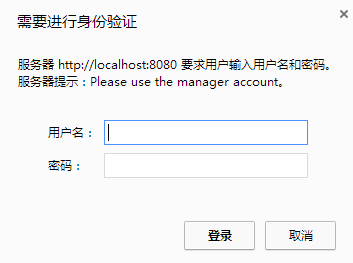 需要进行身份验证
服务器 http://localhost:8080 要求用户输入用户名和密码。
服务器提示：Please use the manager account。
用户名：
密码：
登录 取消